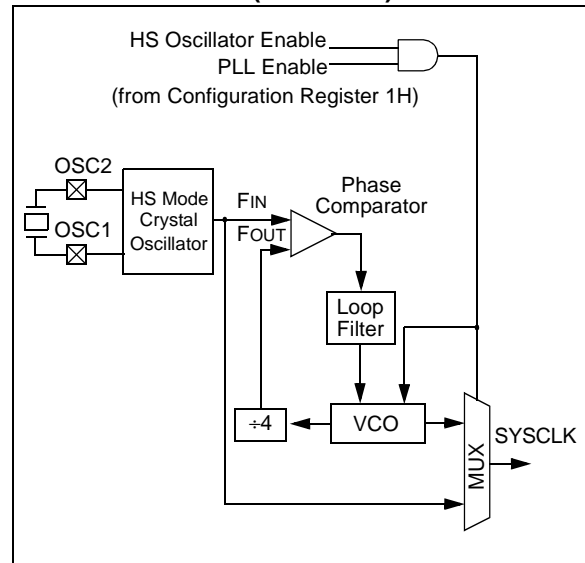 HS Oscillator Enable
PLL Enable
(from Configuration Register 1H)
OSC2
OSC1
HS Mode
Crystal
Oscillator
FIN
FOUT
Phase
Comparator
Loop
Filter
÷4
VCO
MUX
SYSCLK